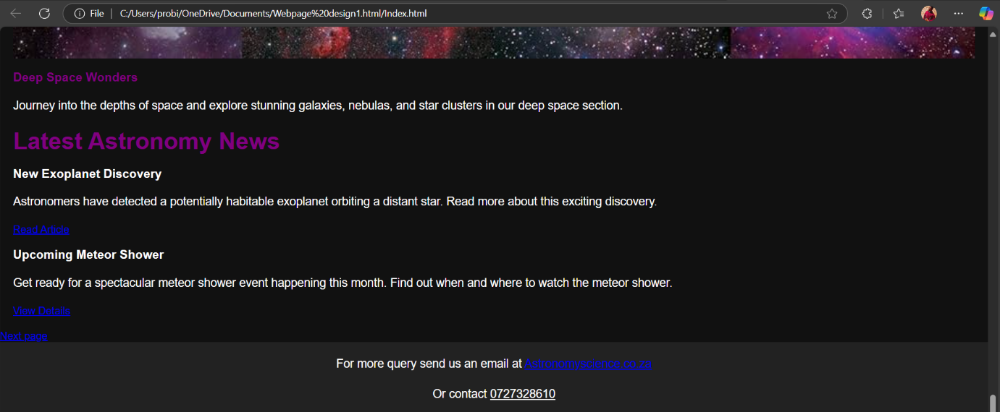 File
C:/Users/probi/OneDrive/Documents/Webpage%20design1.html/Index.html
Deep Space Wonders
Journey into the depths of space and explore stunning galaxies, nebulas, and star clusters in our deep space section.
Latest Astronomy News
New Exoplanet Discovery
Astronomers have detected a potentially habitable exoplanet orbiting a distant star. Read more about this exciting discovery.
Read Article
Upcoming Meteor Shower
Get ready for a spectacular meteor shower event happening this month. Find out when and where to watch the meteor shower.
View Details
Next page
For more query send us an email at Astronomyscience.co.za
Or contact 0727328610